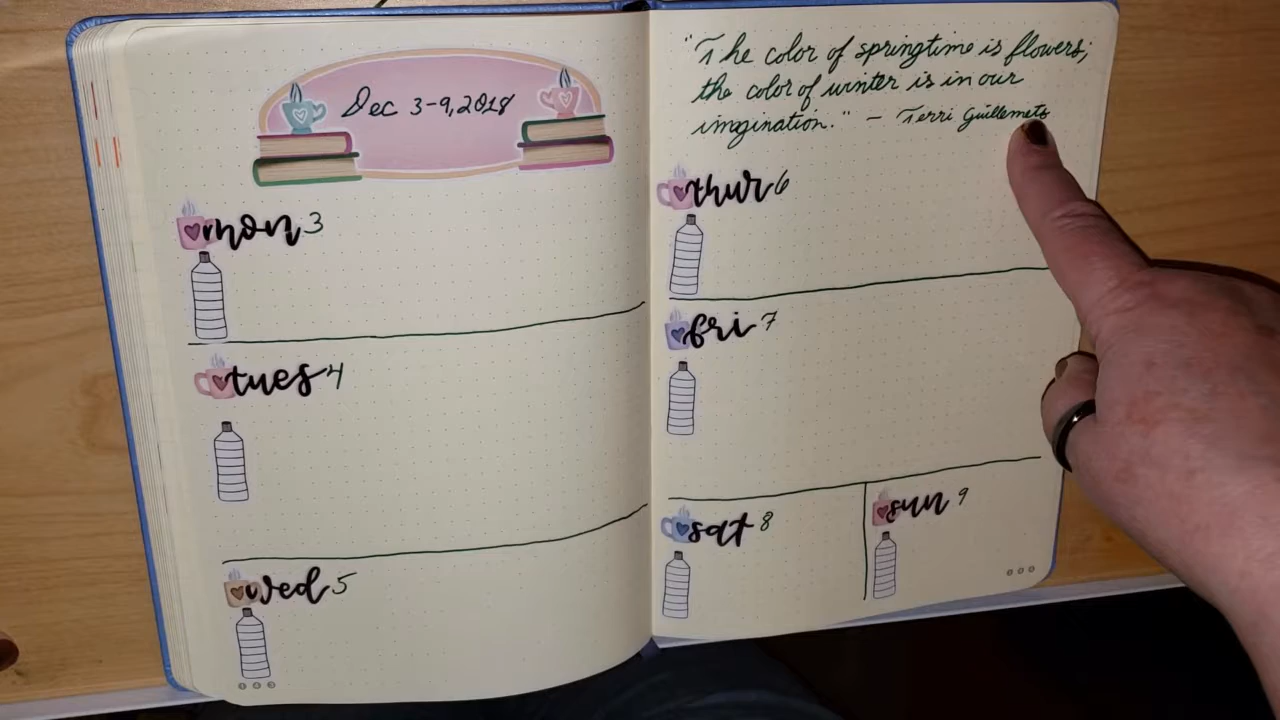 Dec 3-9, 2018
mon 3
tues 4
wed 5
"The color of springtime is flowers;
the color of winter is in our
imgination." - Terri Guillemets
thur 6
fri 7
sat 8
sun 9